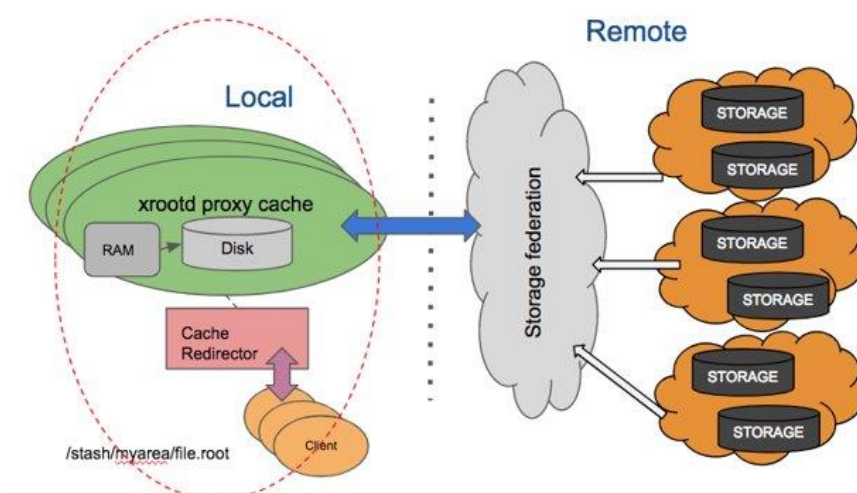 Remote
Local
xrootd proxy cache
RAM
Disk
Cache
Redirector
Client
/stash/myarea/file.root
Storage federation
STORAGE
STORAGE
STORAGE
STORAGE
STORAGE
STORAGE